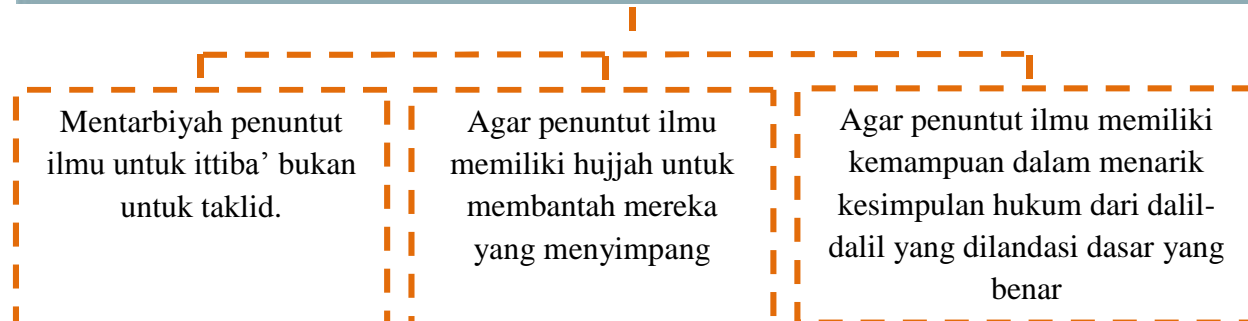 Mentarbiyah penuntut
ilmu untuk ittiba’ bukan
untuk taklid.
Agar penuntut ilmu
memiliki hujjah untuk
membantah mereka
yang menyimpang
Agar penuntut ilmu memiliki
kemampuan dalam menarik
kesimpulan hukum dari dalil-
dalil yang dilandasi dasar yang
benar